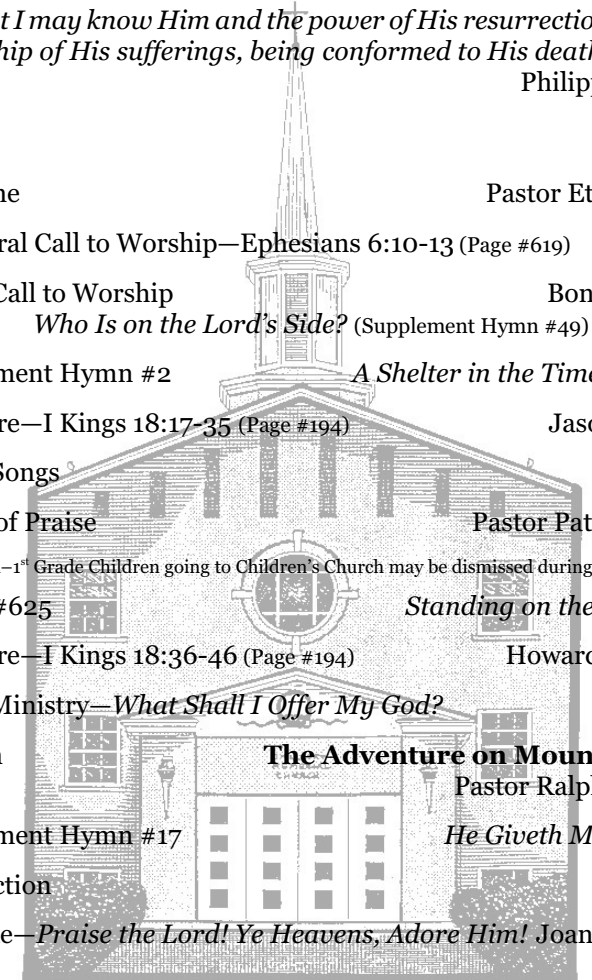 t I may know Him and the power of His resurrectio
hip of His sufferings, being conformed to His death
Philipp
ne Pastor Et
ral Call to Worship—Ephesians 6:10-13 (Page #619)
Call to Worship Bon
Who Is on the Lord's Side? (Supplement Hymn #49)
ment Hymn #2 A Shelter in the Time
re—I Kings 18:17-35 (Page #194) Jaso
Songs
of Praise Pastor Pat
–1st Grade Children going to Children's Church may be dismissed during
#625 Standing on the
re—I Kings 18:36-46 (Page #194) Howard
Ministry—What Shall I Offer My God?
n The Adventure on Moun
Pastor Ralph
ment Hymn #17 He Giveth M
ction
e—Praise the Lord! Ye Heavens, Adore Him! Joan